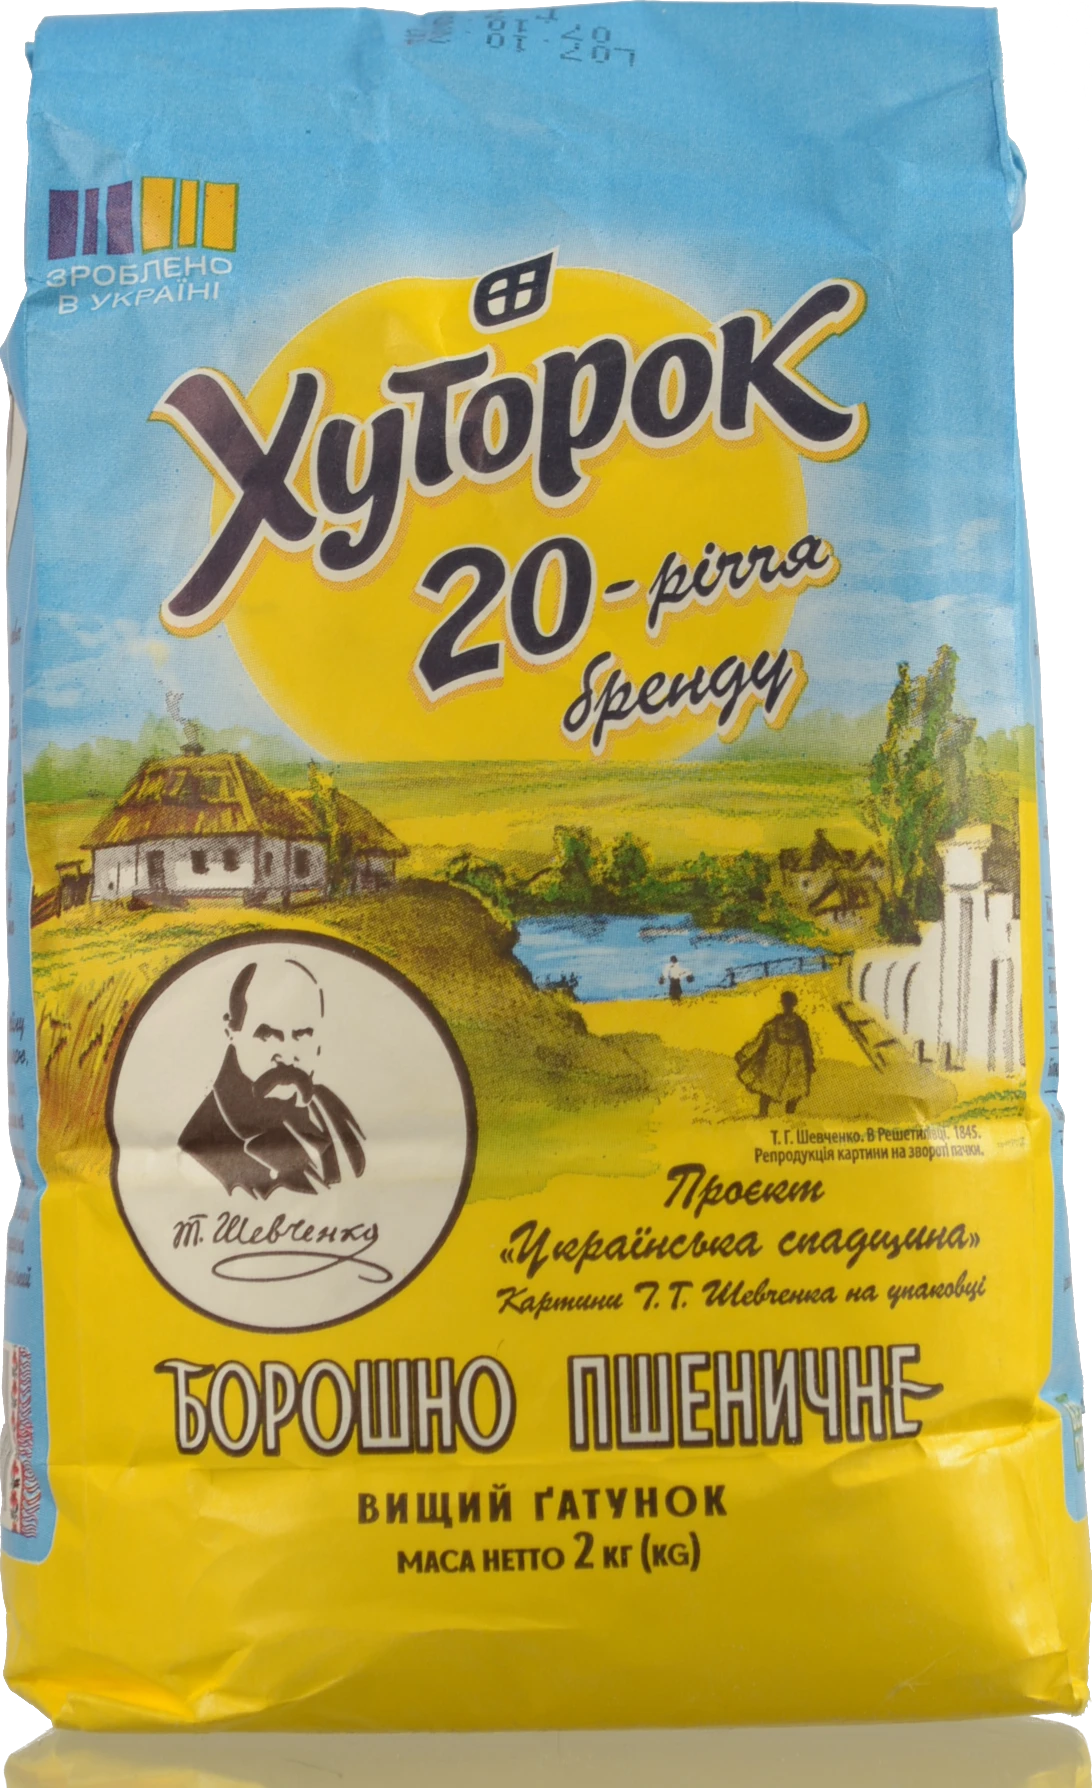 ЗРОБЛЕНО
В УКРАЇНІ
Хуторок
20-річчя
бренду
Т. Г. Шевченко. В Решетилівці. 1845.
Репродукція картини на звороті пачки.
Т. Шевченко
Проєкт
«Українська спадщина»
Картини Т. Г. Шевченка на упаковці
БОРОШНО ПШЕНИЧНЕ
ВИЩИЙ ҐАТУНОК
МАСА НЕТТО 2 КГ (KG)